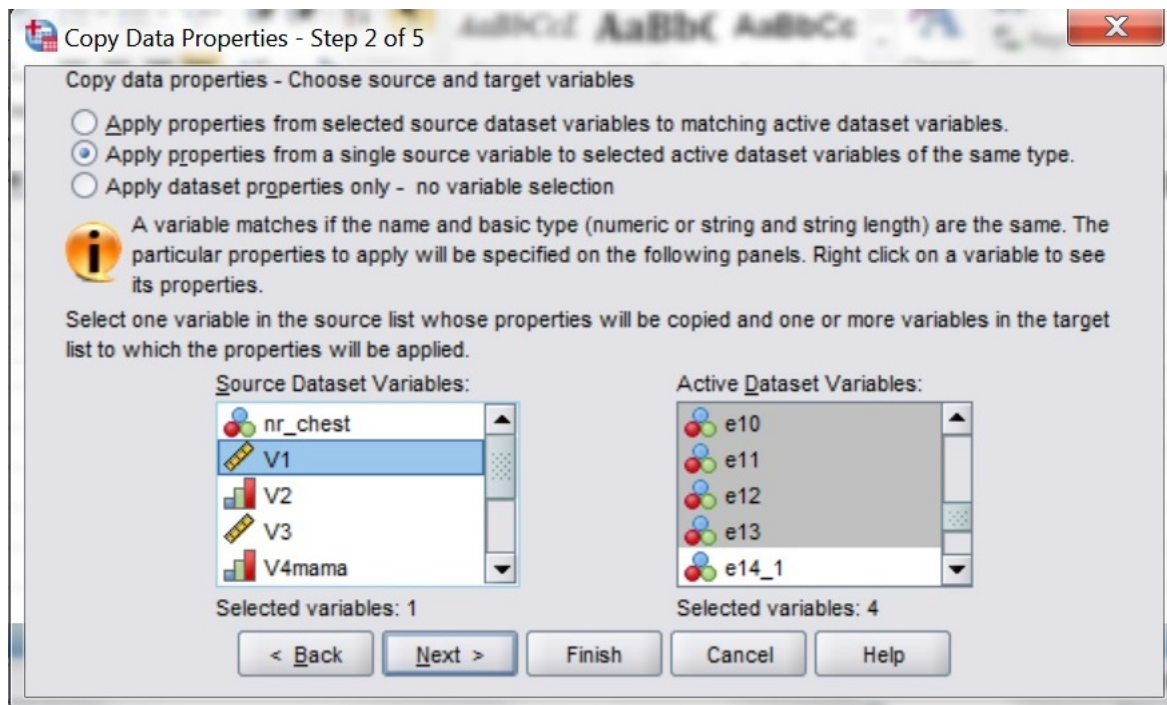 AaBbCcL AaBbC AaBbCc
Copy Data Properties - Step 2 of 5
Copy data properties - Choose source and target variables
Apply properties from selected source dataset variables to matching active dataset variables.
Apply properties from a single source variable to selected active dataset variables of the same type.
Apply dataset properties only - no variable selection
A variable matches if the name and basic type (numeric or string and string length) are the same. The
particular properties to apply will be specified on the following panels. Right click on a variable to see
its properties.
Select one variable in the source list whose properties will be copied and one or more variables in the target
list to which the properties will be applied.
Source Dataset Variables:
nr_chest
V1
V2
V3
V4mama
Selected variables: 1
Active Dataset Variables:
e10
e11
e12
e13
e14_1
Selected variables: 4
< Back
Next >
Finish
Cancel
Help